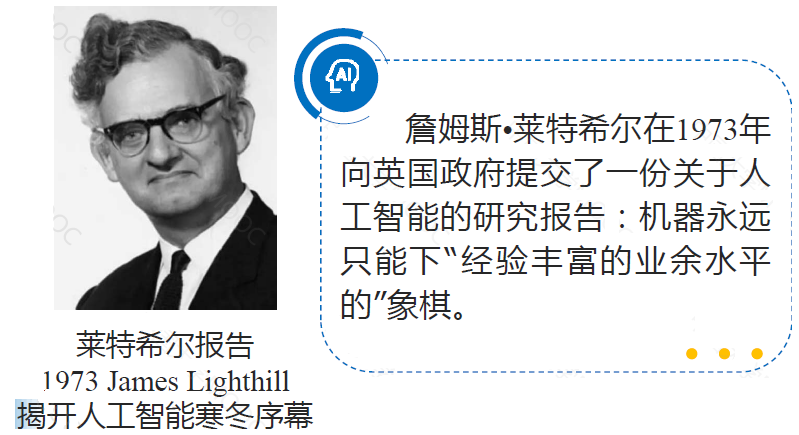 AI
詹姆斯•莱特希尔在1973年
向英国政府提交了一份关于人
工智能的研究报告：机器永远
只能下“经验丰富的业余水平
的”象棋。
莱特希尔报告
1973 James Lighthill
揭开人工智能寒冬序幕